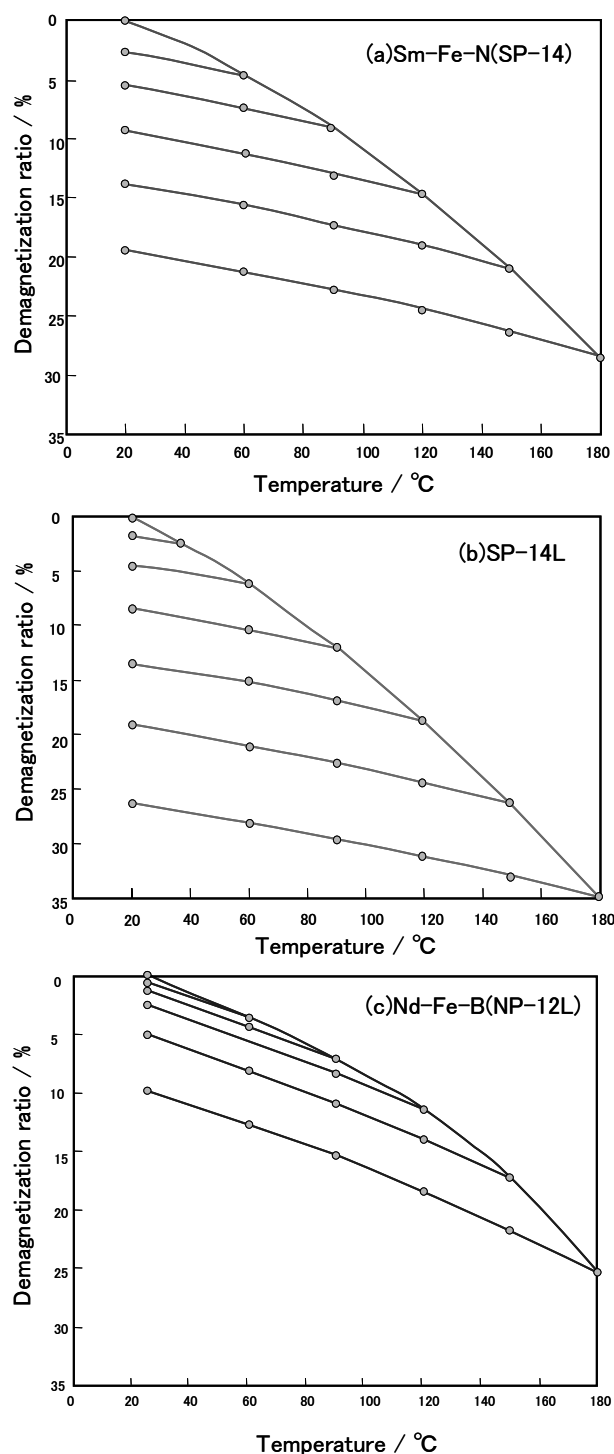 (a)Sm-Fe-N(SP-14)
Demagnetization ratio / %
0
5
10
15
20
25
30
35
0 20 40 60 80 100 120 140 160 180
Temperature / °C
(b)SP-14L
Demagnetization ratio / %
0
5
10
15
20
25
30
35
0 20 40 60 80 100 120 140 160 180
Temperature / °C
(c)Nd-Fe-B(NP-12L)
Demagnetization ratio / %
0
5
10
15
20
25
30
35
0 20 40 60 80 100 120 140 160 180
Temperature / °C